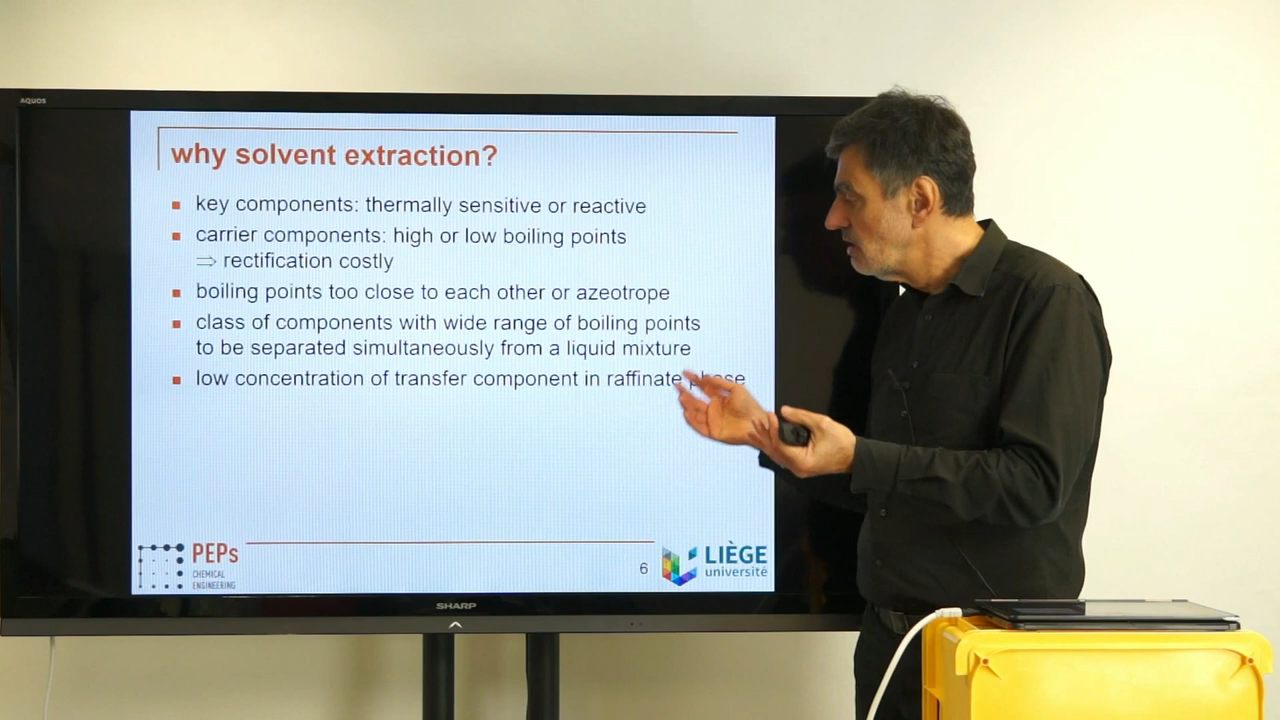 AQUOS
why solvent extraction?
key components: thermally sensitive or reactive
carrier components: high or low boiling points
⇒ rectification costly
boiling points too close to each other or azeotrope
class of components with wide range of boiling points
to be separated simultaneously from a liquid mixture
low concentration of transfer component in raffinate phase
PEPs
CHEMICAL
ENGINEERING
6
LIÈGE
université
SHARP